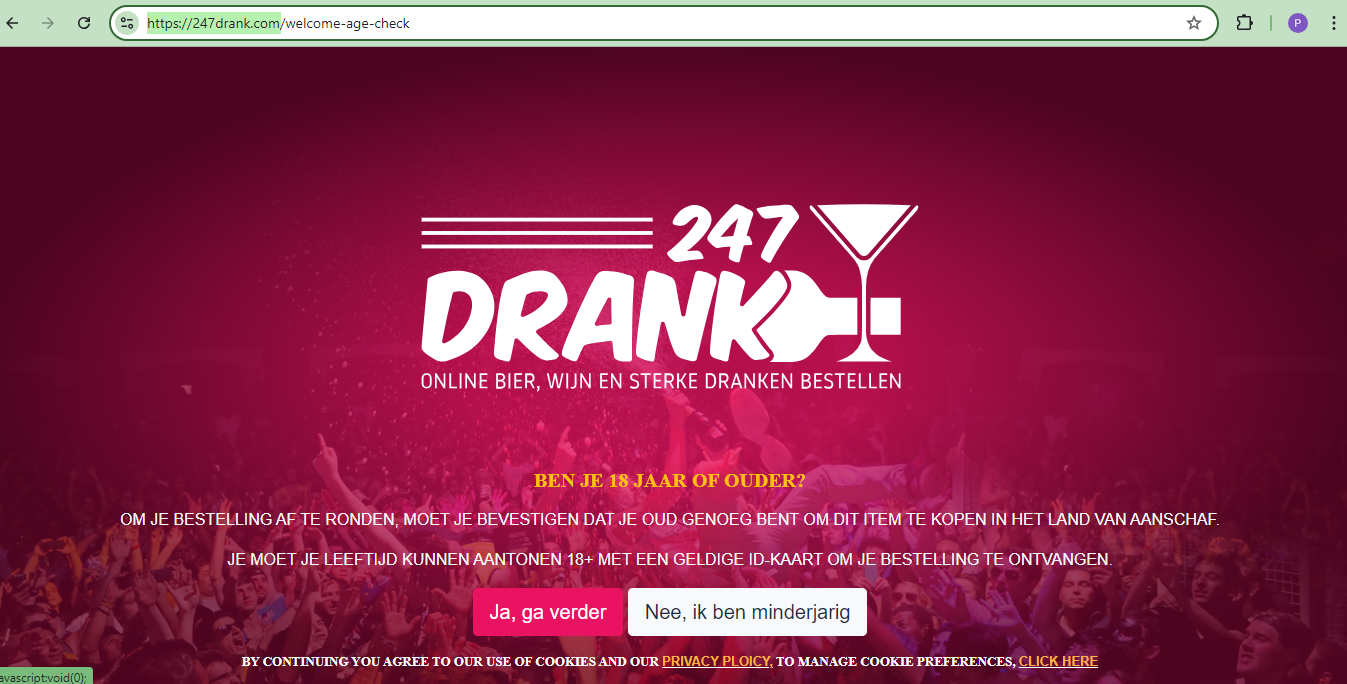 https://247drank.com/welcome-age-check
P
247
DRANK
ONLINE BIER, WIJN EN STERKE DRANKEN BESTELLEN
BEN JE 18 JAAR OF OUDER?
OM JE BESTELLING AF TE RONDEN, MOET JE BEVESTIGEN DAT JE OUD GENOEG BENT OM DIT ITEM TE KOPEN IN HET LAND VAN AANSCHAF.
JE MOET JE LEEFTIJD KUNNEN AANTONEN 18+ MET EEN GELDIGE ID-KAART OM JE BESTELLING TE ONTVANGEN.
Ja, ga verder Nee, ik ben minderjarig
BY CONTINUING YOU AGREE TO OUR USE OF COOKIES AND OUR PRIVACY PLOICY, TO MANAGE COOKIE PREFERENCES, CLICK HERE
avascript:void(0);